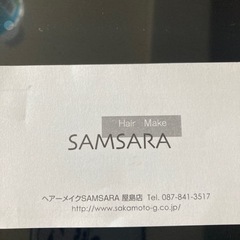 Hair Make
SAMSARA
ヘアーメイクSAMSARA 屋島店 Tel. 087-841-3517
http://www.sakamoto-g.co.jp/